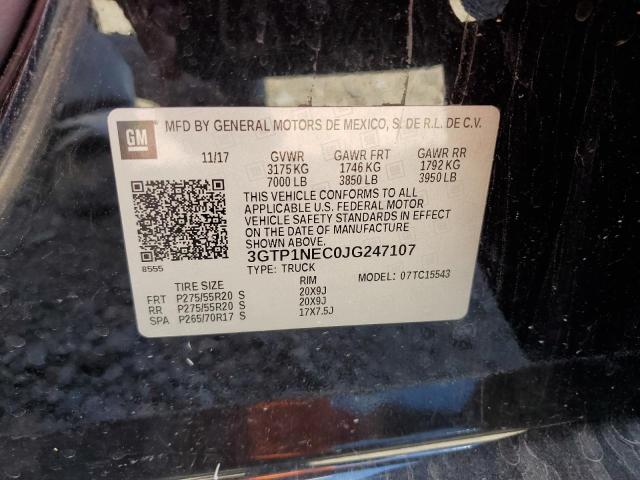 GM MFD BY GENERAL MOTORS DE MEXICO, S. DE R.L. DE C.V.
11/17 GVWR GAWR FRT GAWR RR
3175 KG 1746 KG 1792 KG
7000 LB 3850 LB 3950 LB
THIS VEHICLE CONFORMS TO ALL
APPLICABLE U.S. FEDERAL MOTOR
VEHICLE SAFETY STANDARDS IN EFFECT
ON THE DATE OF MANUFACTURE
SHOWN ABOVE.
3GTP1NEC0JG247107
8555 TYPE: TRUCK MODEL: 07TC15543
TIRE SIZE RIM
FRT P275/55R20 S 20X9J
RR P275/55R20 S 20X9J
SPA P265/70R17 S 17X7.5J